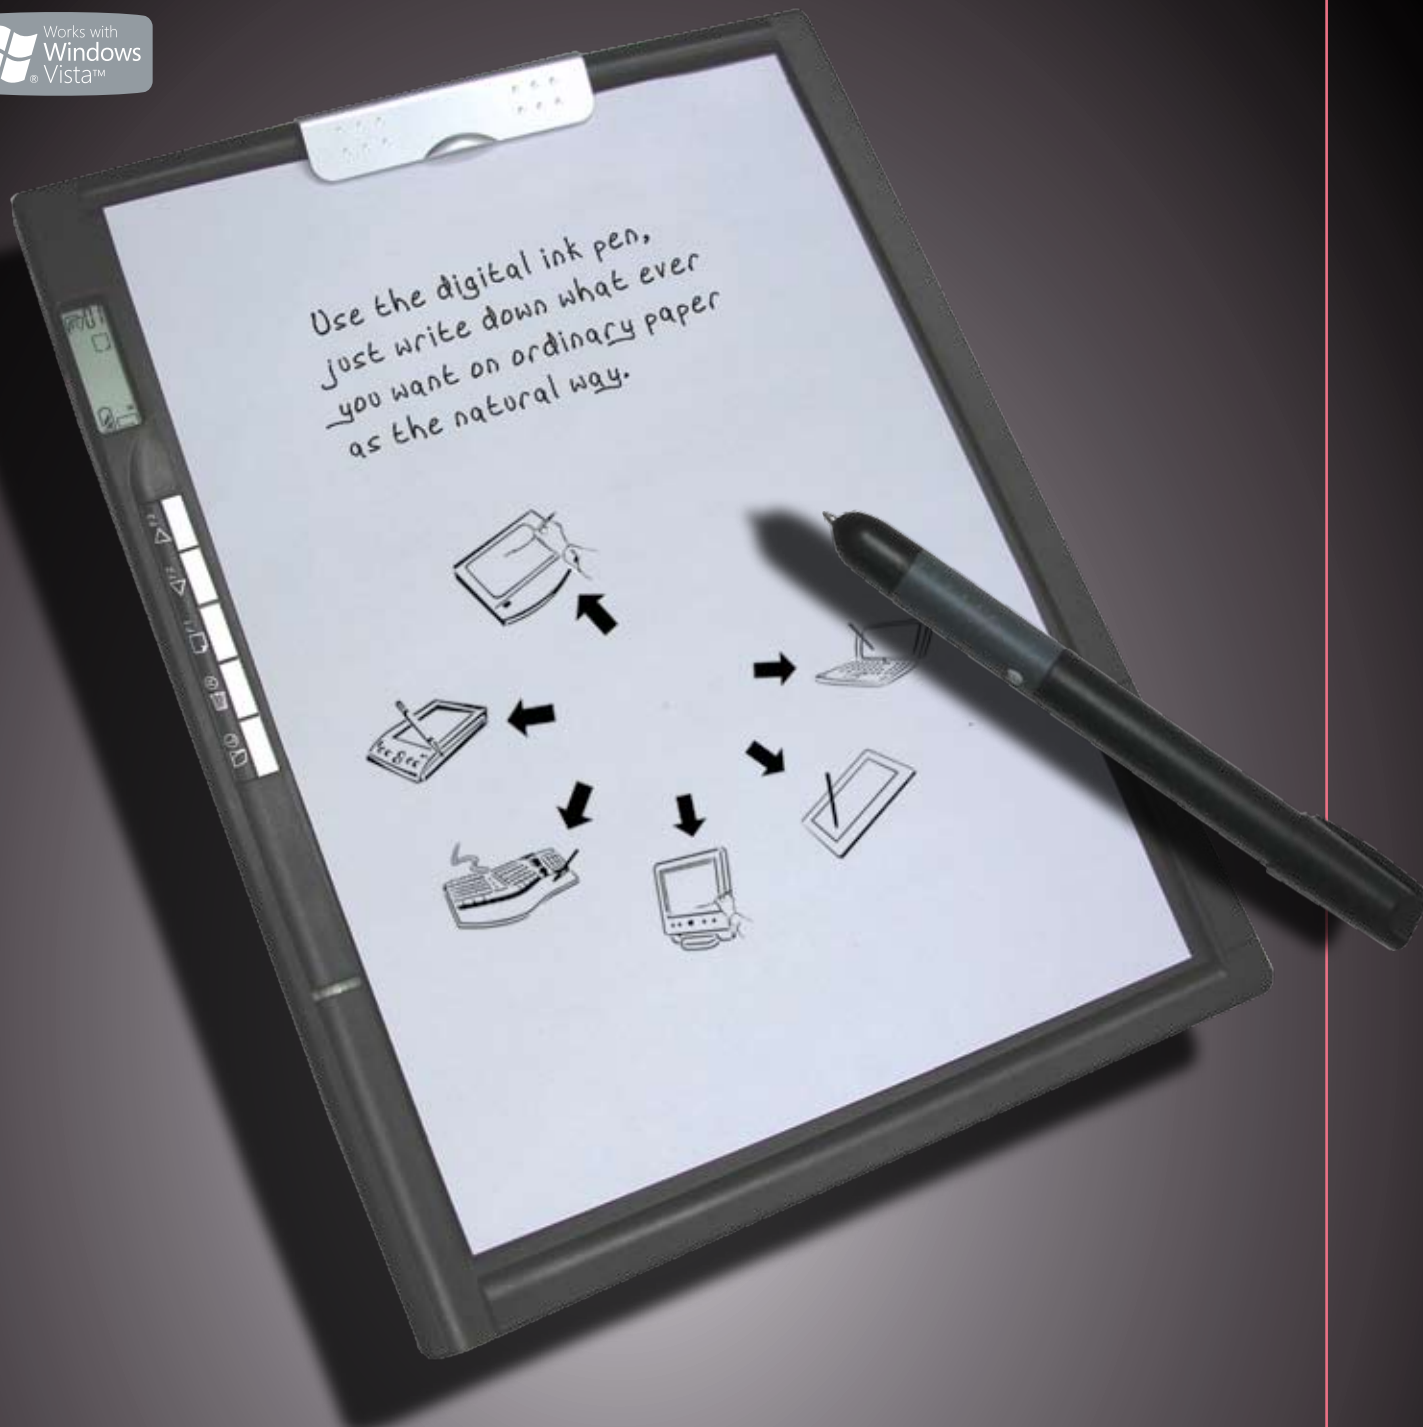 Works with
Windows
® Vista™
Use the digital ink pen,
just write down what ever
you want on ordinary paper
as the natural way.